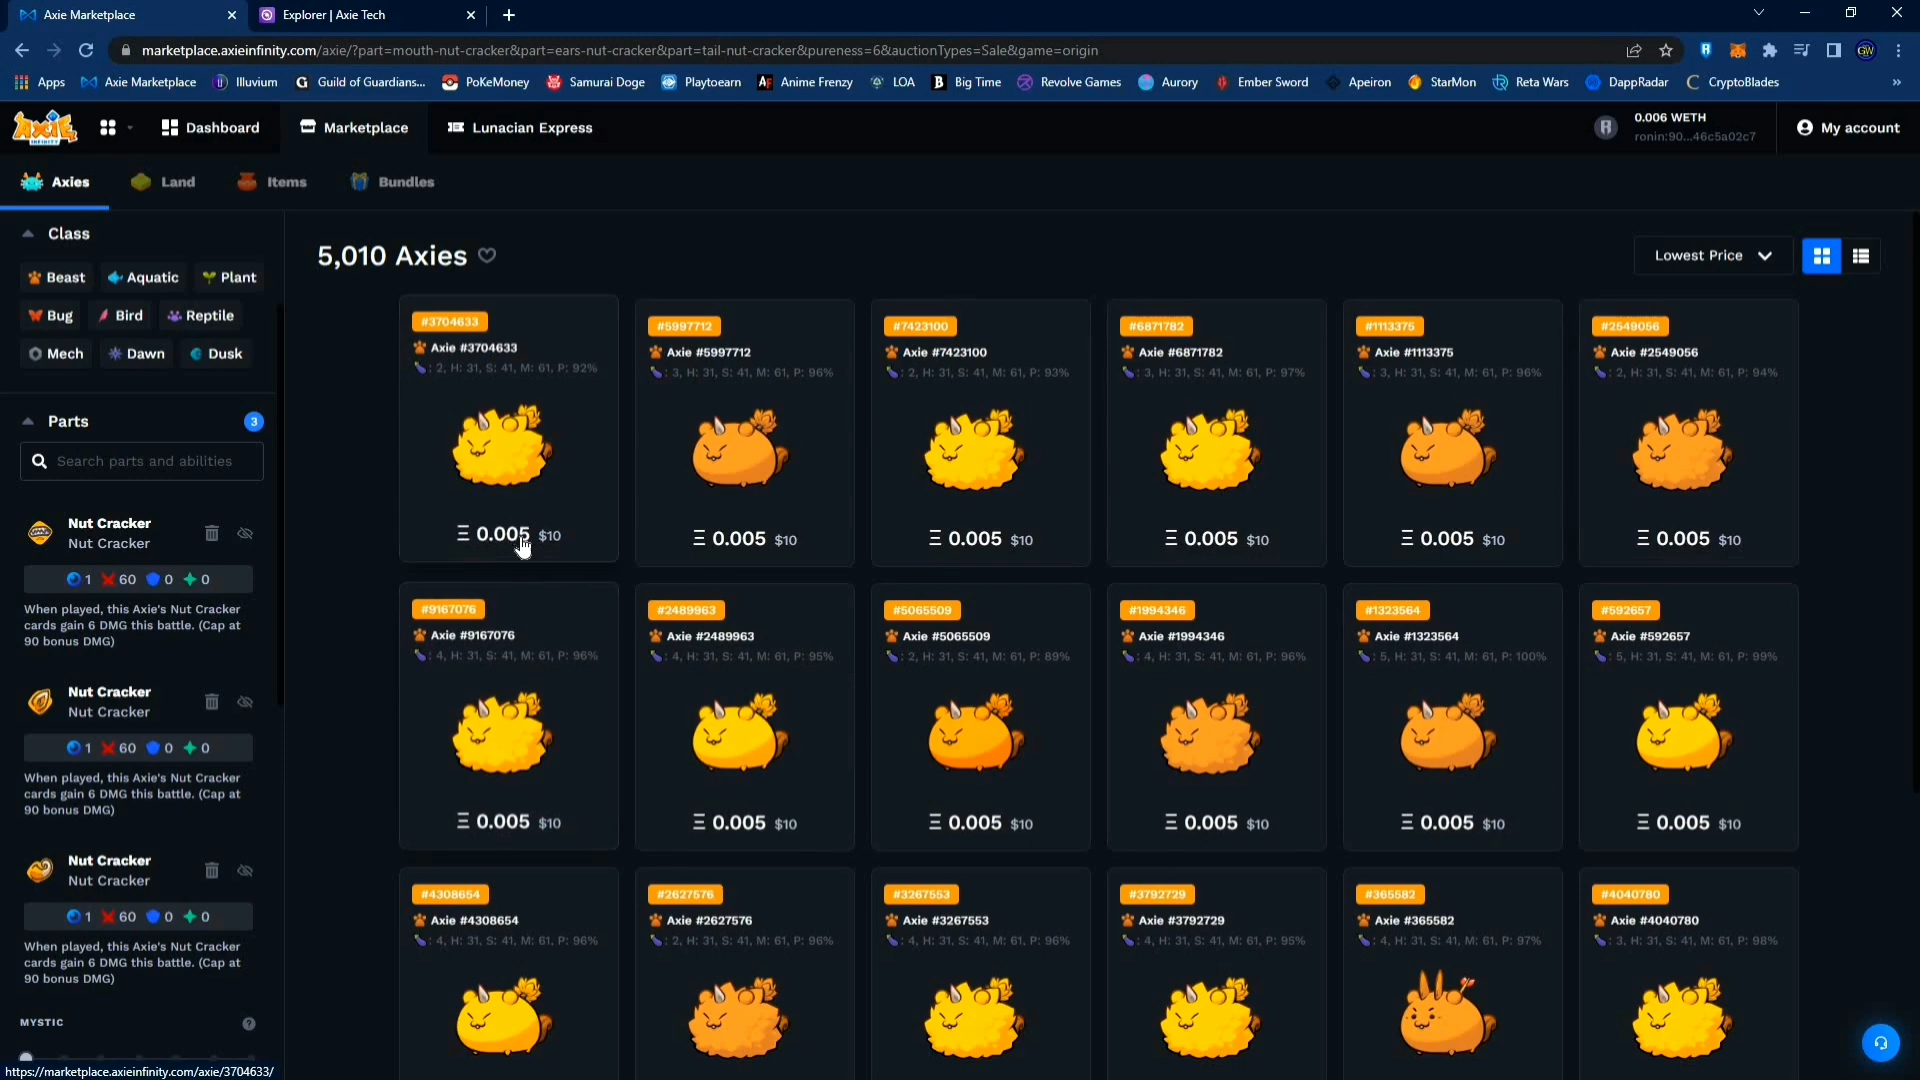 Axie Marketplace
Explorer | Axie Tech
marketplace.axieinfinity.com/axie/?part=mouth-nut-cracker&part=ears-nut-cracker&part=tail-nut-cracker&pureness=6&auctionTypes=Sale&game=origin
GW
Apps Axie Marketplace Illuvium Guild of Guardians... PoKeMoney Samurai Doge Playtoearn Anime Frenzy LOA Big Time Revolve Games Aurory Ember Sword Apeiron StarMon Reta Wars DappRadar CryptoBlades »
AXIE INFINITY
Dashboard
Marketplace
Lunacian Express
0.006 WETH
ronin:90...46c5a02c7
My account
Axies Land Items Bundles
Class
Beast Aquatic Plant
Bug Bird Reptile
Mech Dawn Dusk
Parts 3
Search parts and abilities
Nut Cracker
Nut Cracker
1 60 0 0
When played, this Axie's Nut Cracker
cards gain 6 DMG this battle. (Cap at
90 bonus DMG)
Nut Cracker
Nut Cracker
1 60 0 0
When played, this Axie's Nut Cracker
cards gain 6 DMG this battle. (Cap at
90 bonus DMG)
Nut Cracker
Nut Cracker
1 60 0 0
When played, this Axie's Nut Cracker
cards gain 6 DMG this battle. (Cap at
90 bonus DMG)
MYSTIC ?
5,010 Axies
Lowest Price
#3704633
Axie #3704633
: 2, H: 31, S: 41, M: 61, P: 92%
Ξ 0.005 $10
#5997712
Axie #5997712
: 3, H: 31, S: 41, M: 61, P: 96%
Ξ 0.005 $10
#7423100
Axie #7423100
: 2, H: 31, S: 41, M: 61, P: 93%
Ξ 0.005 $10
#6871782
Axie #6871782
: 3, H: 31, S: 41, M: 61, P: 97%
Ξ 0.005 $10
#1113375
Axie #1113375
: 3, H: 31, S: 41, M: 61, P: 96%
Ξ 0.005 $10
#2549056
Axie #2549056
: 2, H: 31, S: 41, M: 61, P: 94%
Ξ 0.005 $10
#9167076
Axie #9167076
: 4, H: 31, S: 41, M: 61, P: 96%
Ξ 0.005 $10
#2489963
Axie #2489963
: 4, H: 31, S: 41, M: 61, P: 95%
Ξ 0.005 $10
#5065509
Axie #5065509
: 2, H: 31, S: 41, M: 61, P: 89%
Ξ 0.005 $10
#1994346
Axie #1994346
: 4, H: 31, S: 41, M: 61, P: 96%
Ξ 0.005 $10
#1323564
Axie #1323564
: 5, H: 31, S: 41, M: 61, P: 100%
Ξ 0.005 $10
#592657
Axie #592657
: 5, H: 31, S: 41, M: 61, P: 99%
Ξ 0.005 $10
#4308654
Axie #4308654
: 4, H: 31, S: 41, M: 61, P: 96%
#2627576
Axie #2627576
: 2, H: 31, S: 41, M: 61, P: 96%
#3267553
Axie #3267553
: 4, H: 31, S: 41, M: 61, P: 96%
#3792729
Axie #3792729
: 4, H: 31, S: 41, M: 61, P: 95%
#365582
Axie #365582
: 4, H: 31, S: 41, M: 61, P: 97%
#4040780
Axie #4040780
: 3, H: 31, S: 41, M: 61, P: 98%
https://marketplace.axieinfinity.com/axie/3704633/